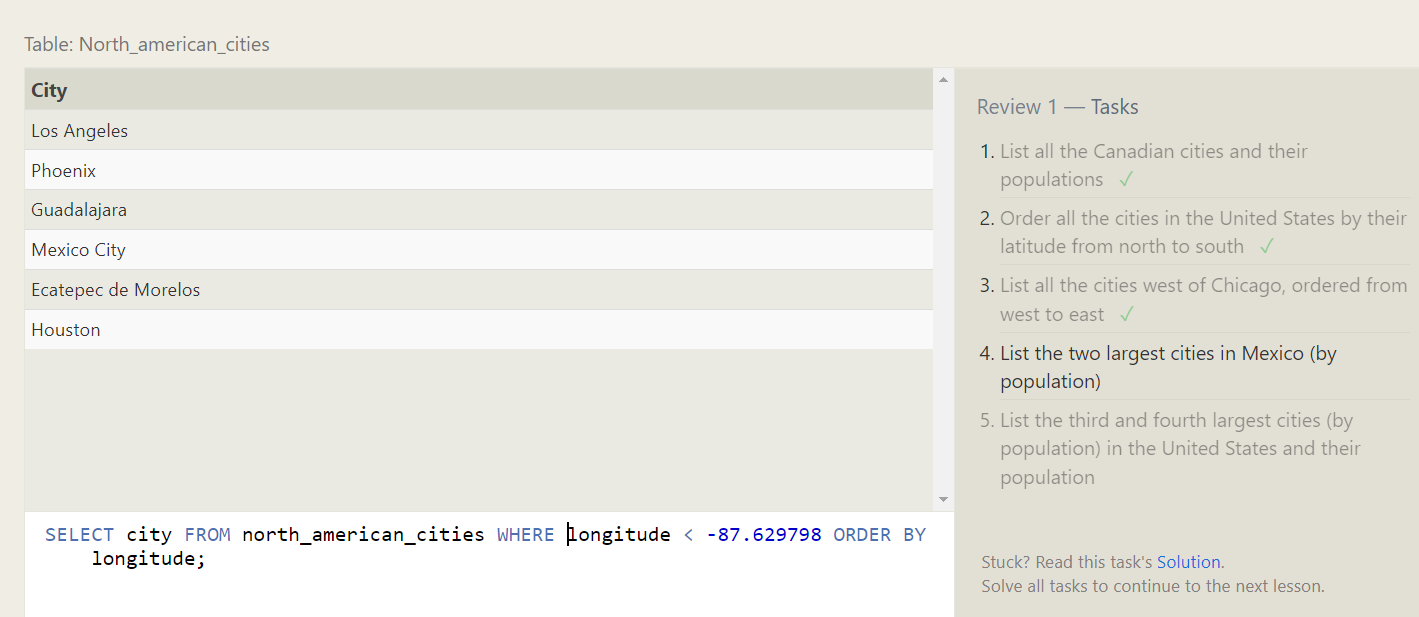 Table: North_american_cities
City
Los Angeles
Phoenix
Guadalajara
Mexico City
Ecatepec de Morelos
Houston
SELECT city FROM north_american_cities WHERE longitude < -87.629798 ORDER BY
longitude;
Review 1 — Tasks
1. List all the Canadian cities and their
populations ✓
2. Order all the cities in the United States by their
latitude from north to south ✓
3. List all the cities west of Chicago, ordered from
west to east ✓
4. List the two largest cities in Mexico (by
population)
5. List the third and fourth largest cities (by
population) in the United States and their
population
Stuck? Read this task's Solution.
Solve all tasks to continue to the next lesson.